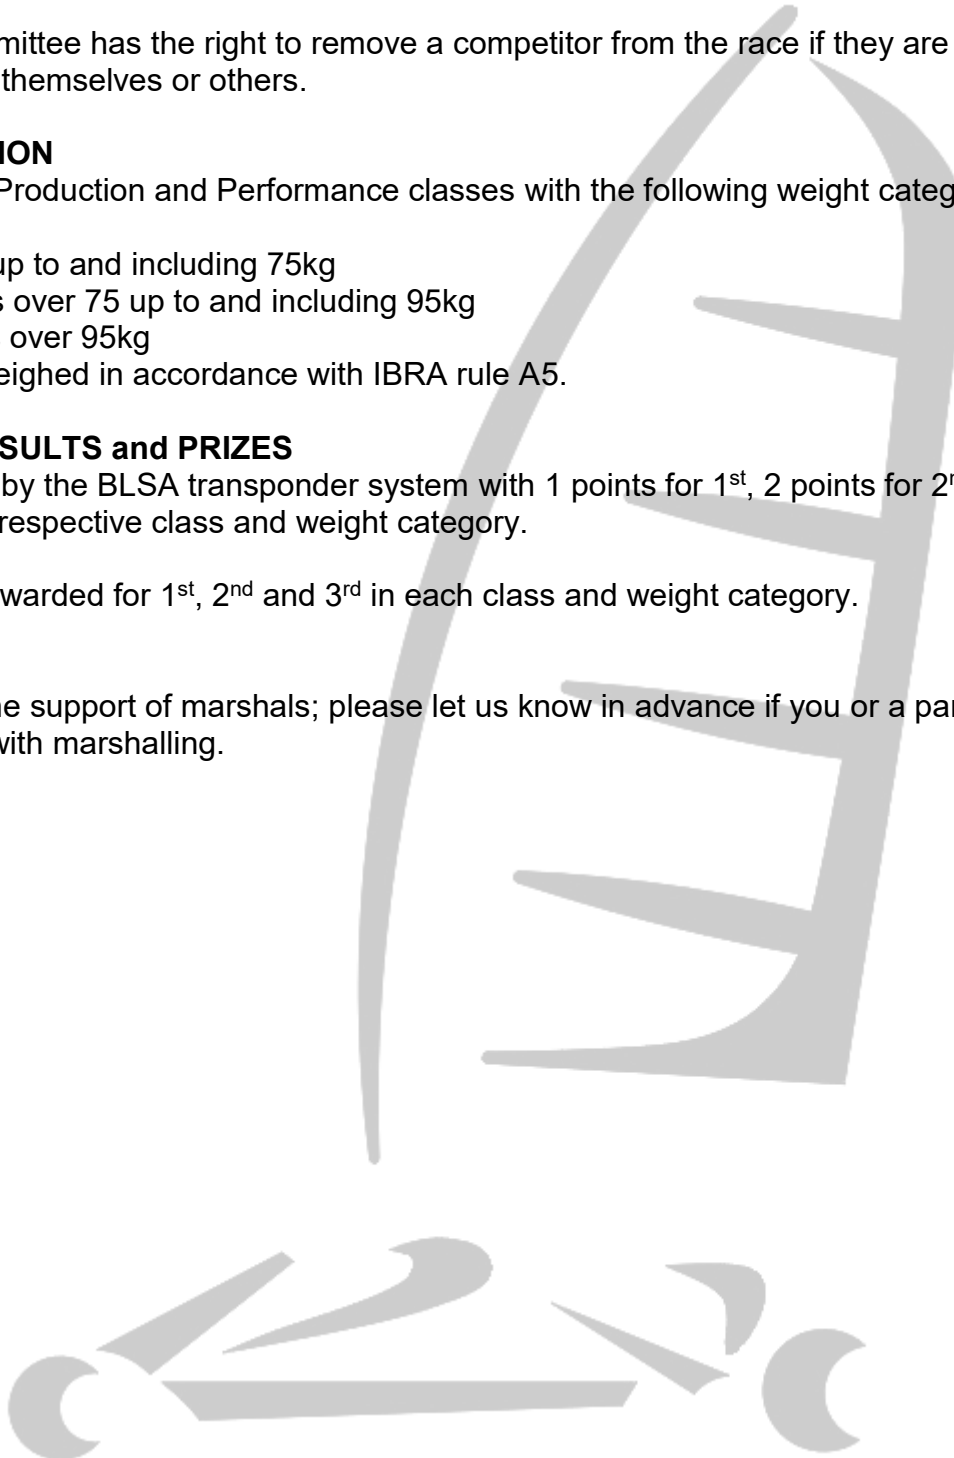 mittee has the right to remove a competitor from the race if they are
themselves or others.
ION
Production and Performance classes with the following weight categ
up to and including 75kg
s over 75 up to and including 95kg
over 95kg
eighed in accordance with IBRA rule A5.
SULTS and PRIZES
by the BLSA transponder system with 1 points for 1st, 2 points for 2
respective class and weight category.
warded for 1st, 2nd and 3rd in each class and weight category.
he support of marshals; please let us know in advance if you or a par
with marshalling.